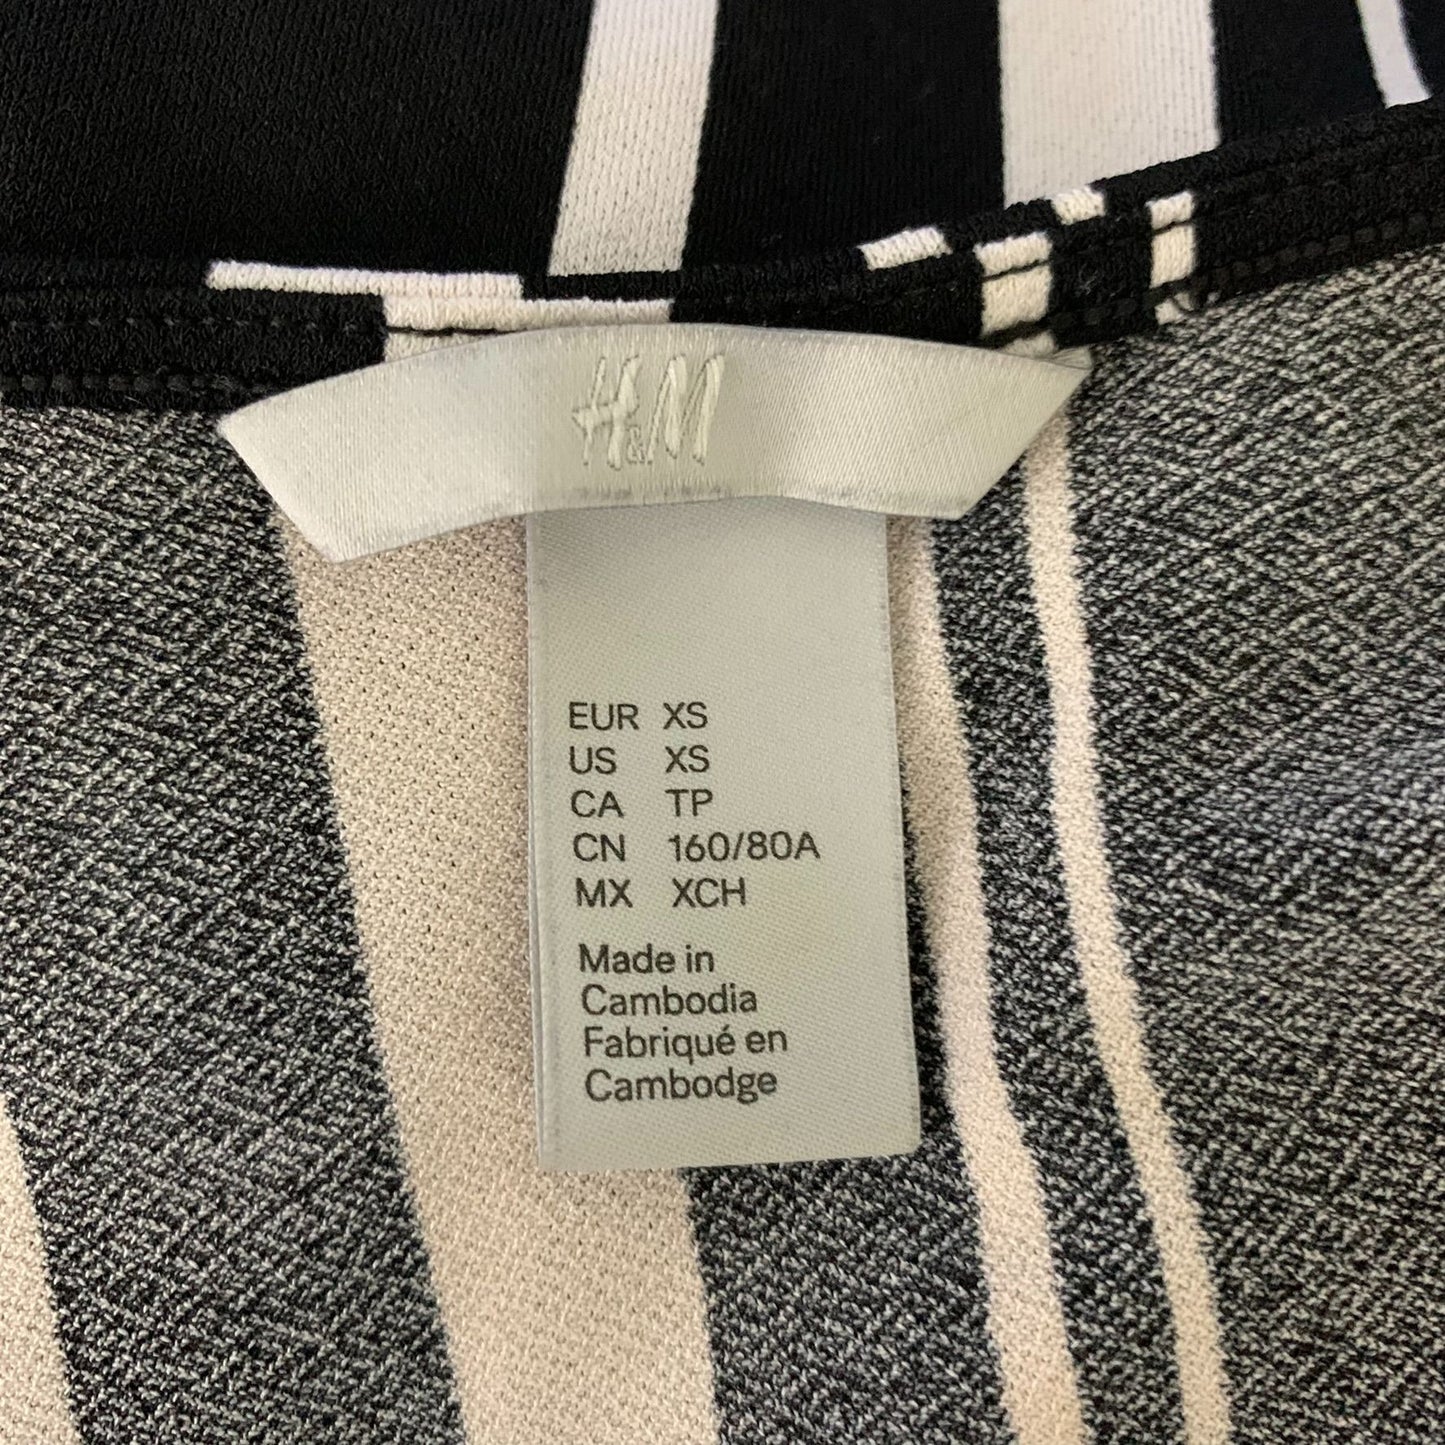 H&M
EUR XS
US XS
CA TP
CN 160/80A
MX XCH
Made in
Cambodia
Fabriqué en
Cambodge